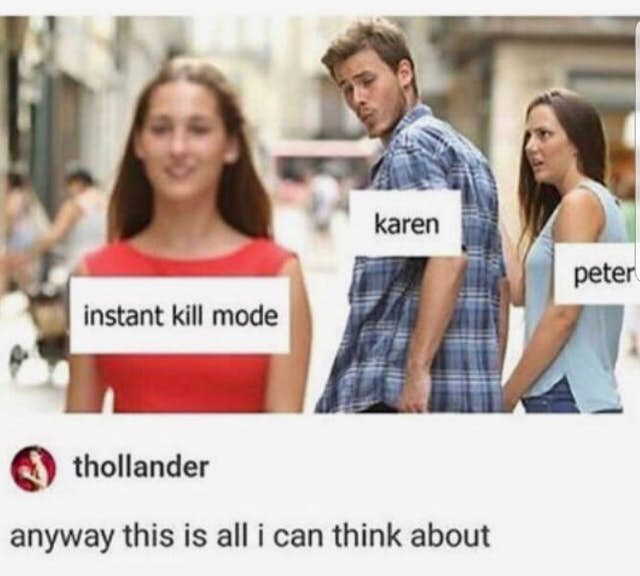 karen
peter
instant kill mode
thollander
anyway this is all i can think about